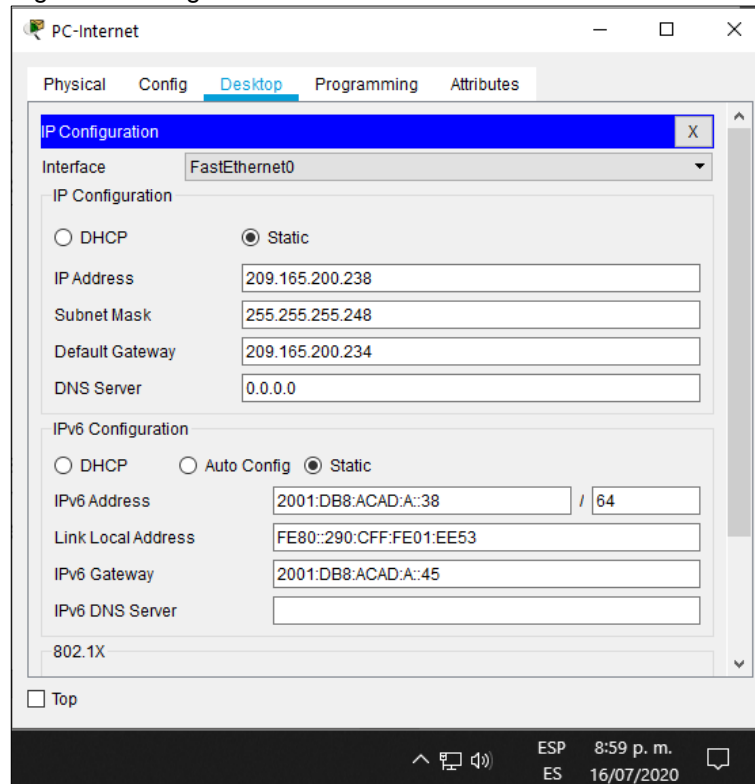 PC-Internet
Physical Config Desktop Programming Attributes
IP Configuration X
Interface FastEthernet0
IP Configuration
DHCP Static
IP Address 209.165.200.238
Subnet Mask 255.255.255.248
Default Gateway 209.165.200.234
DNS Server 0.0.0.0
IPv6 Configuration
DHCP Auto Config Static
IPv6 Address 2001:DB8:ACAD:A::38 / 64
Link Local Address FE80::290:CFF:FE01:EE53
IPv6 Gateway 2001:DB8:ACAD:A::45
IPv6 DNS Server
802.1X
Top
ESP 8:59 p. m.
ES 16/07/2020